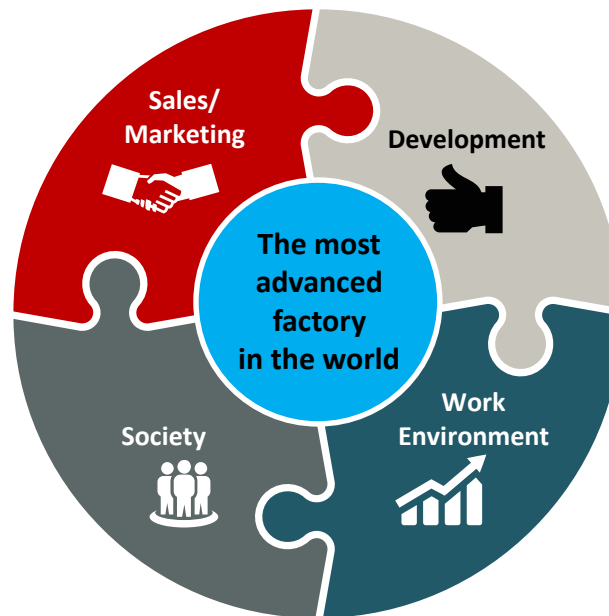 Sales/
Marketing
Development
The most
advanced
factory
in the world
Society
Work
Environment